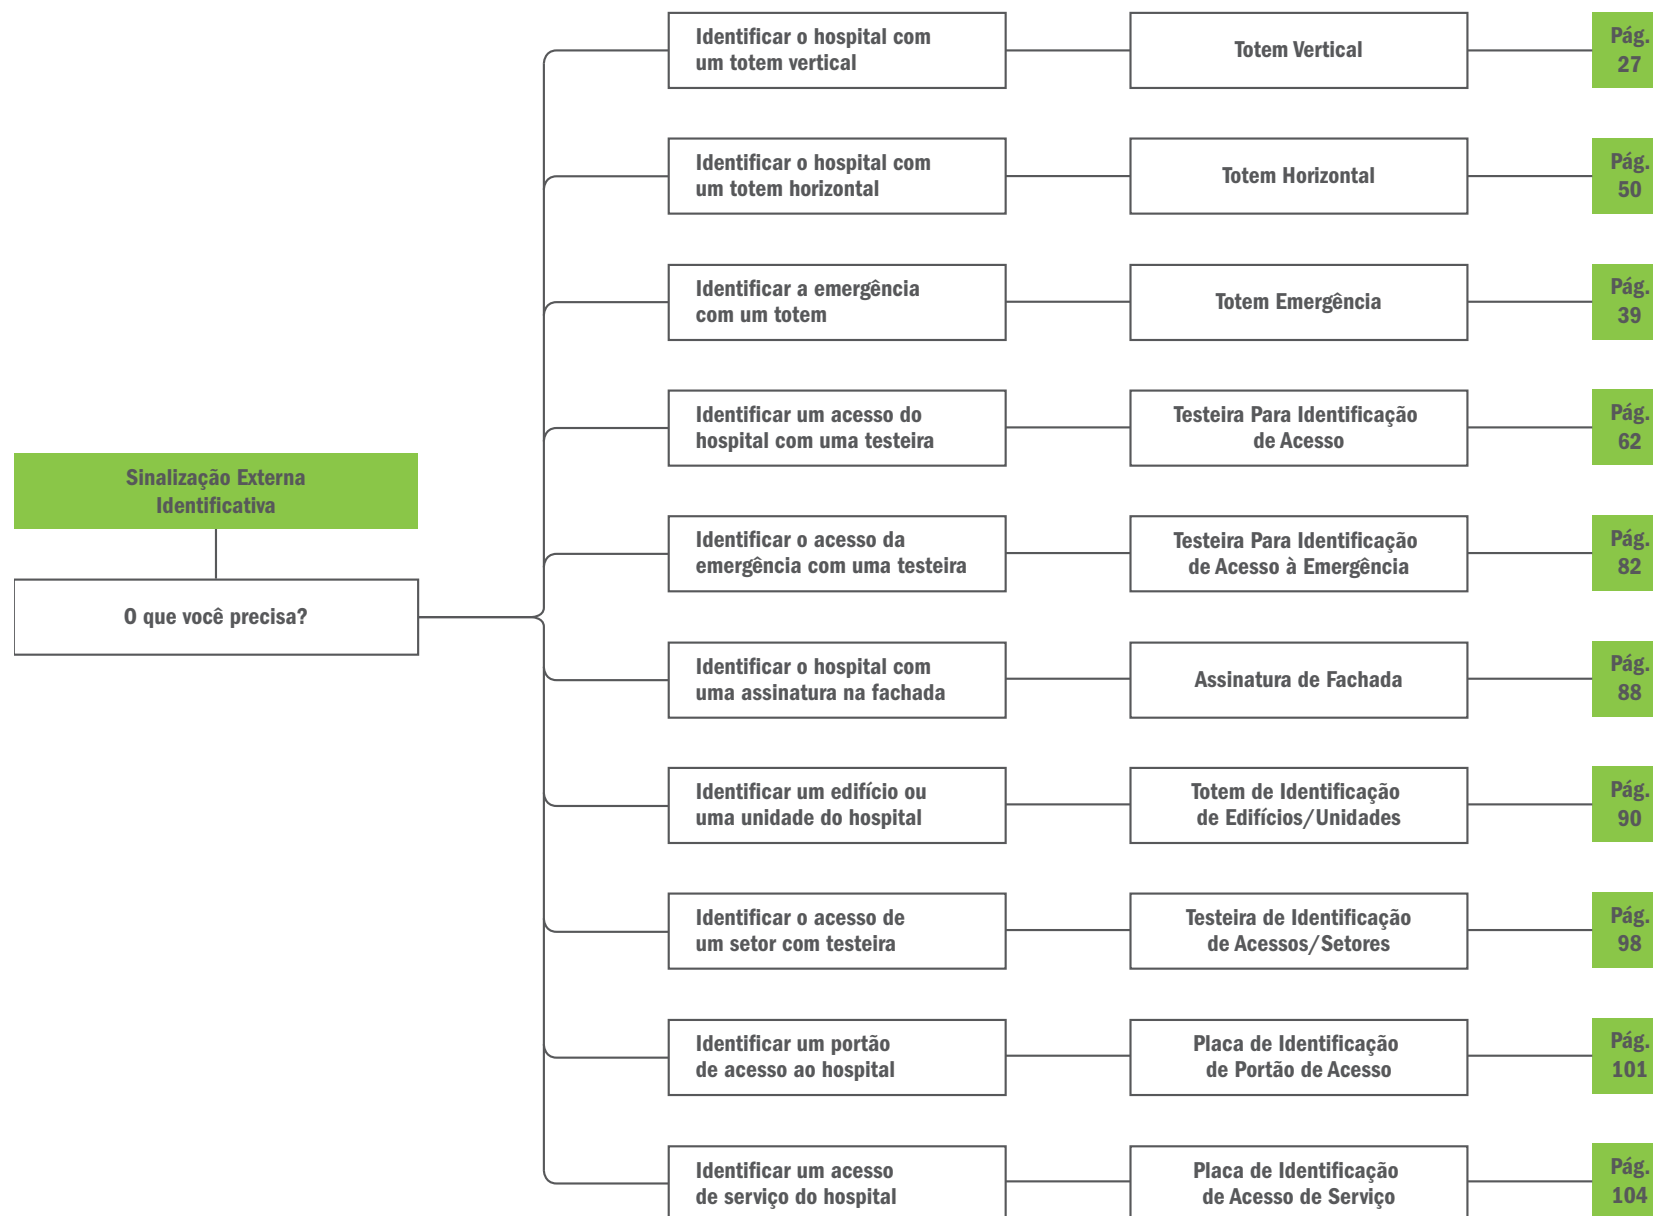 Sinalização Externa
Identificativa
O que você precisa?
Identificar o hospital com
um totem vertical
Totem Vertical
Pág.
27
Identificar o hospital com
um totem horizontal
Totem Horizontal
Pág.
50
Identificar a emergência
com um totem
Totem Emergência
Pág.
39
Identificar um acesso do
hospital com uma testeira
Testeira Para Identificação
de Acesso
Pág.
62
Identificar o acesso da
emergência com uma testeira
Testeira Para Identificação
de Acesso à Emergência
Pág.
82
Identificar o hospital com
uma assinatura na fachada
Assinatura de Fachada
Pág.
88
Identificar um edifício ou
uma unidade do hospital
Totem de Identificação
de Edifícios/Unidades
Pág.
90
Identificar o acesso de
um setor com testeira
Testeira de Identificação
de Acessos/Setores
Pág.
98
Identificar um portão
de acesso ao hospital
Placa de Identificação
de Portão de Acesso
Pág.
101
Identificar um acesso
de serviço do hospital
Placa de Identificação
de Acesso de Serviço
Pág.
104